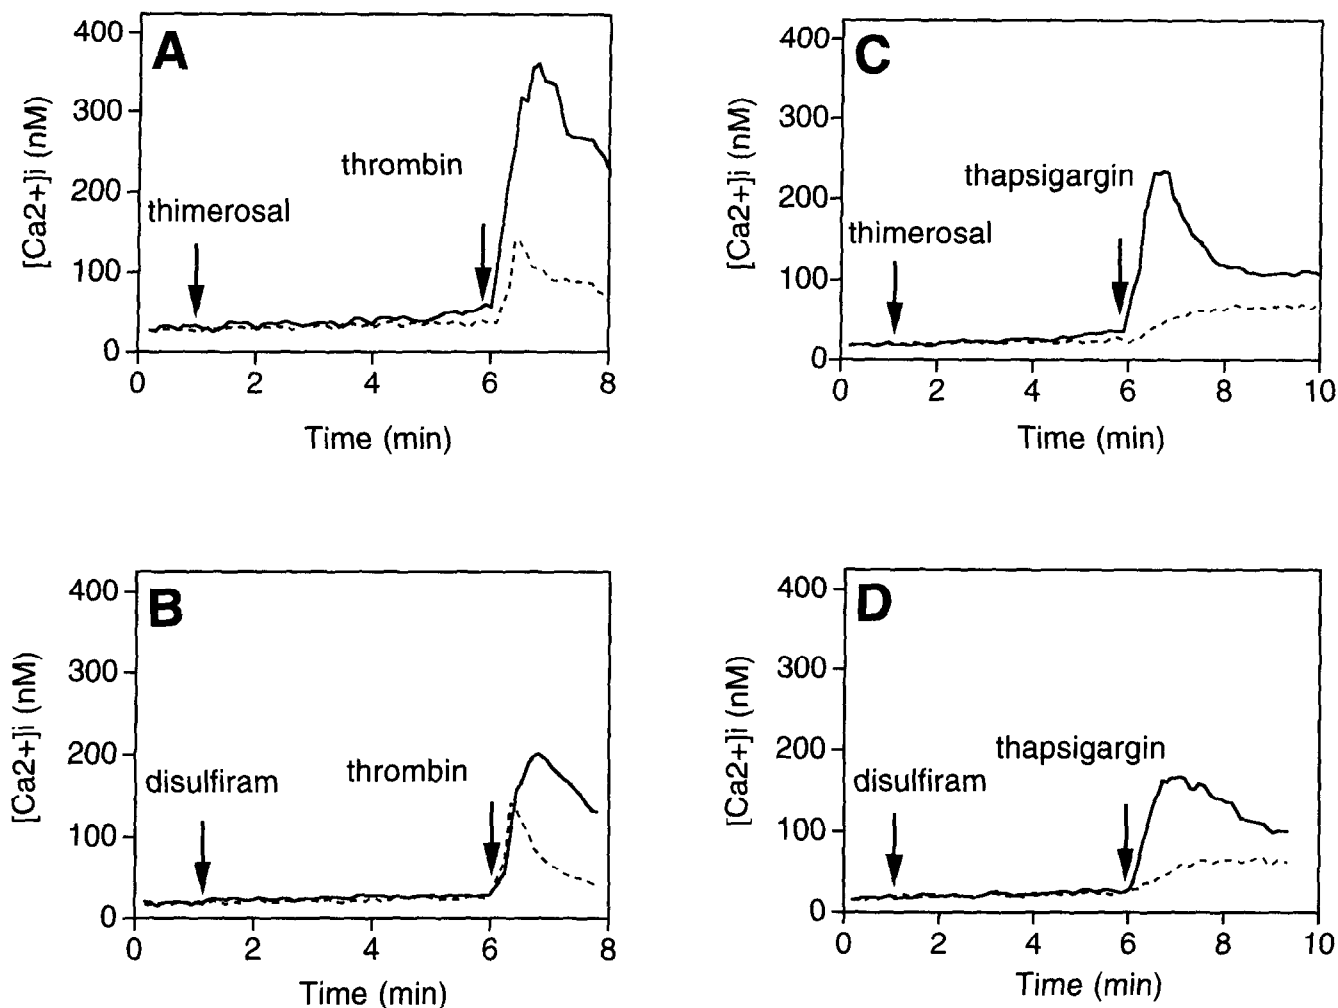 A
[Ca2+]i (nM)
400
300
200
100
0
thimerosal
thrombin
0 2 4 6 8
Time (min)
C
[Ca2+]i (nM)
400
300
200
100
0
thimerosal
thapsigargin
0 2 4 6 8 10
Time (min)
B
[Ca2+]i (nM)
400
300
200
100
0
disulfiram
thrombin
0 2 4 6 8
Time (min)
D
[Ca2+]i (nM)
400
300
200
100
0
disulfiram
thapsigargin
0 2 4 6 8 10
Time (min)